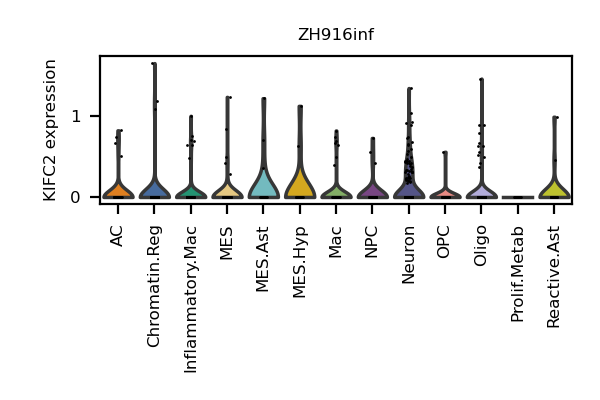 ZH916inf
KIFC2 expression
1
0
AC
Chromatin.Reg
Inflammatory.Mac
MES
MES.Ast
MES.Hyp
Mac
NPC
Neuron
OPC
Oligo
Prolif.Metab
Reactive.Ast